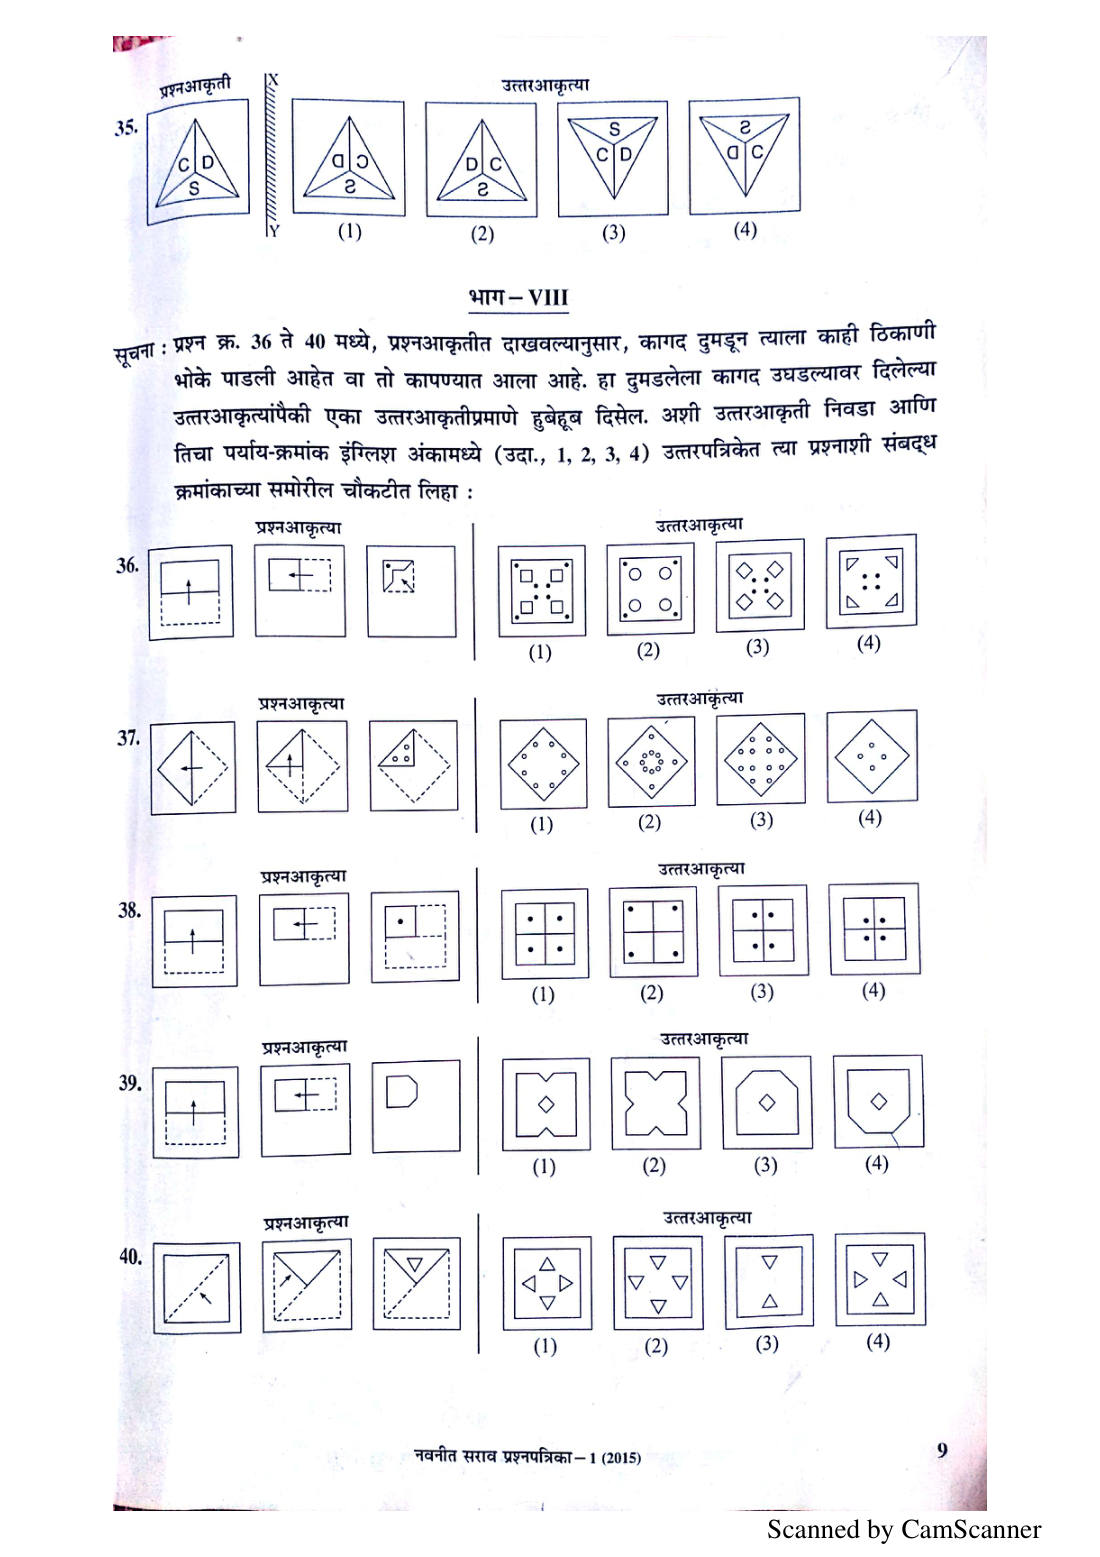 प्रश्नआकृती X उत्तरआकृत्या
35. C D S D C S D C S S C D S D C
Y (1) (2) (3) (4)
भाग – VIII
सूचना : प्रश्न क्र. 36 ते 40 मध्ये, प्रश्नआकृतीत दाखवल्यानुसार, कागद दुमडून त्याला काही ठिकाणी
भोके पाडली आहेत वा तो कापण्यात आला आहे. हा दुमडलेला कागद उघडल्यावर दिलेल्या
उत्तरआकृत्यांपैकी एका उत्तरआकृतीप्रमाणे हुबेहूब दिसेल. अशी उत्तरआकृती निवडा आणि
तिचा पर्याय-क्रमांक इंग्लिश अंकामध्ये (उदा., 1, 2, 3, 4) उत्तरपत्रिकेत त्या प्रश्नाशी संबद्ध
क्रमांकाच्या समोरील चौकटीत लिहा :
प्रश्नआकृत्या उत्तरआकृत्या
36.
(1) (2) (3) (4)
प्रश्नआकृत्या उत्तरआकृत्या
37.
(1) (2) (3) (4)
प्रश्नआकृत्या उत्तरआकृत्या
38.
(1) (2) (3) (4)
प्रश्नआकृत्या उत्तरआकृत्या
39.
(1) (2) (3) (4)
प्रश्नआकृत्या उत्तरआकृत्या
40.
(1) (2) (3) (4)
नवनीत सराव प्रश्नपत्रिका – 1 (2015) 9
Scanned by CamScanner